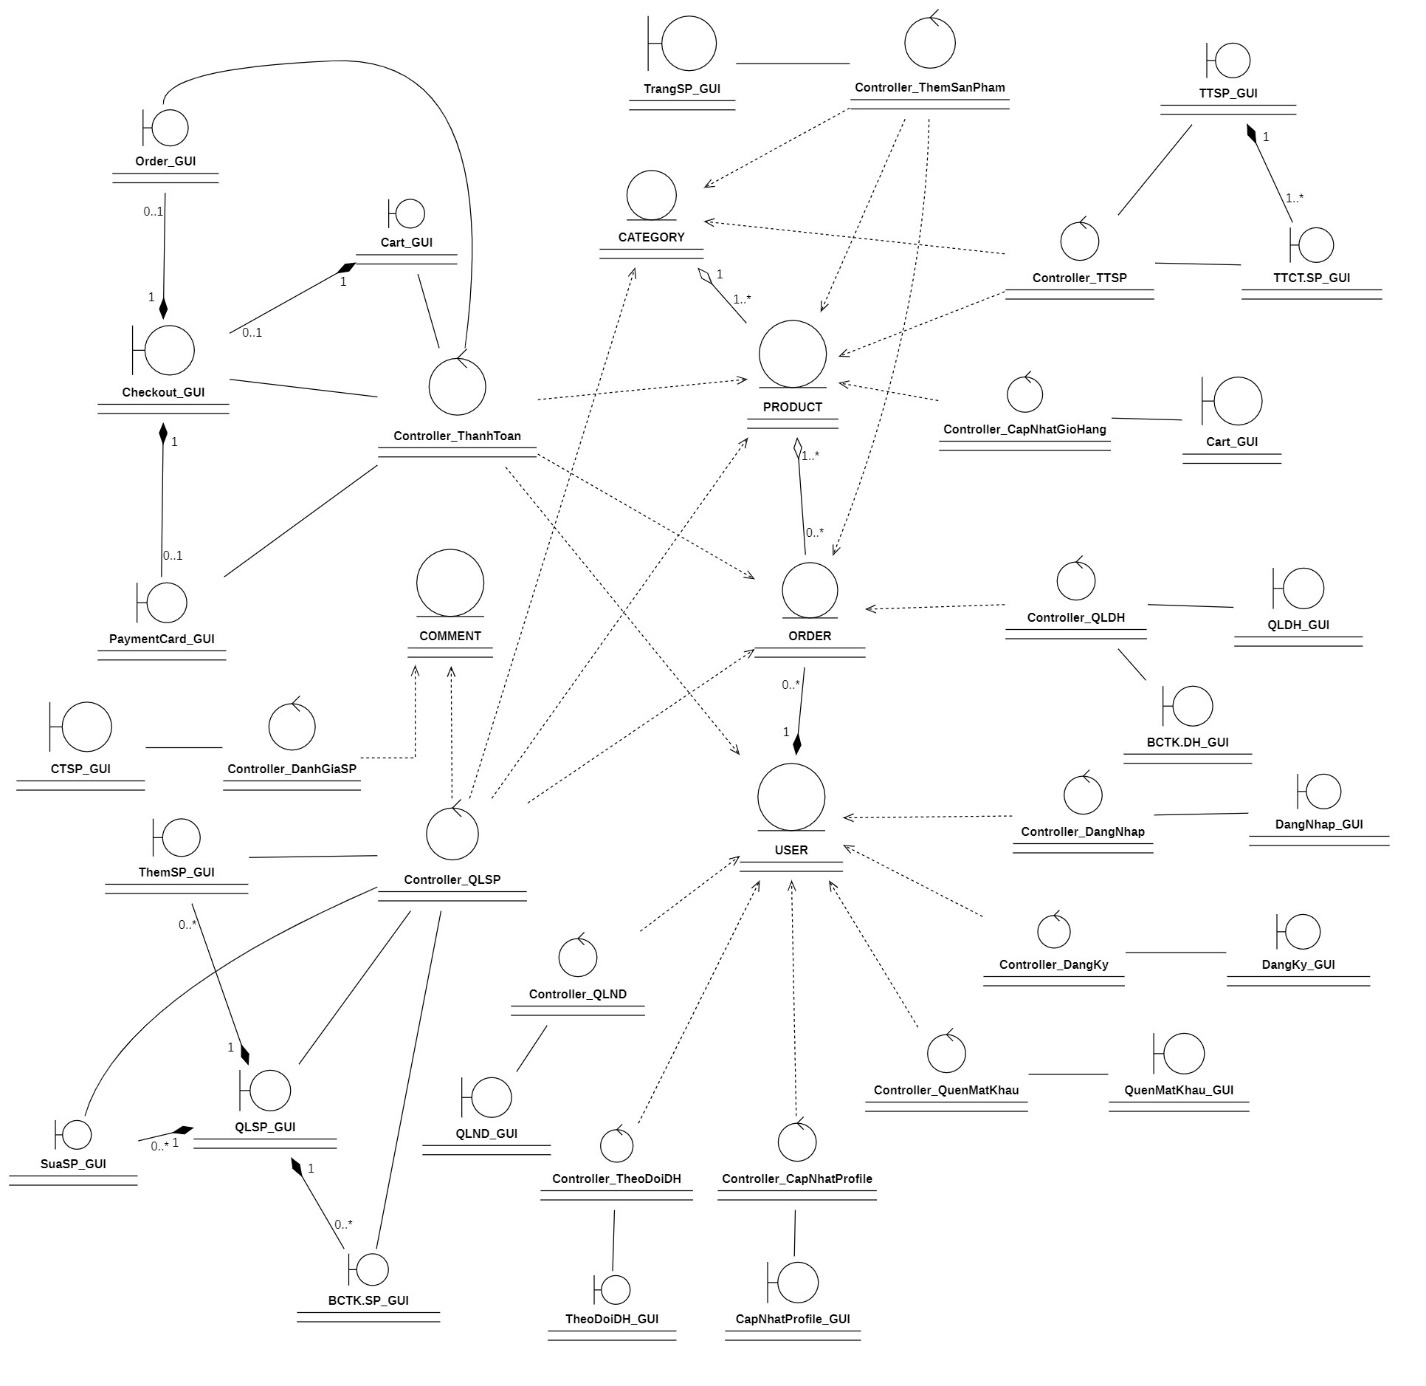 TrangSP_GUI
Controller_ThemSanPham
TTSP_GUI
1
1..*
Order_GUI
0..1
1
Cart_GUI
1
0..1
CATEGORY
1
1..*
Controller_TTSP
TTCT.SP_GUI
Checkout_GUI
1
0..1
Controller_ThanhToan
PRODUCT
1..*
0..*
Controller_CapNhatGioHang
Cart_GUI
PaymentCard_GUI
COMMENT
ORDER
0..*
1
Controller_QLDH
QLDH_GUI
BCTK.DH_GUI
CTSP_GUI
Controller_DanhGiaSP
ThemSP_GUI
0..*
1
Controller_QLSP
USER
Controller_DangNhap
DangNhap_GUI
Controller_DangKy
DangKy_GUI
Controller_QLND
QLND_GUI
Controller_QuenMatKhau
QuenMatKhau_GUI
QLSP_GUI
0..*
1
SuaSP_GUI
1
0..*
BCTK.SP_GUI
Controller_TheoDoiDH
Controller_CapNhatProfile
TheoDoiDH_GUI
CapNhatProfile_GUI